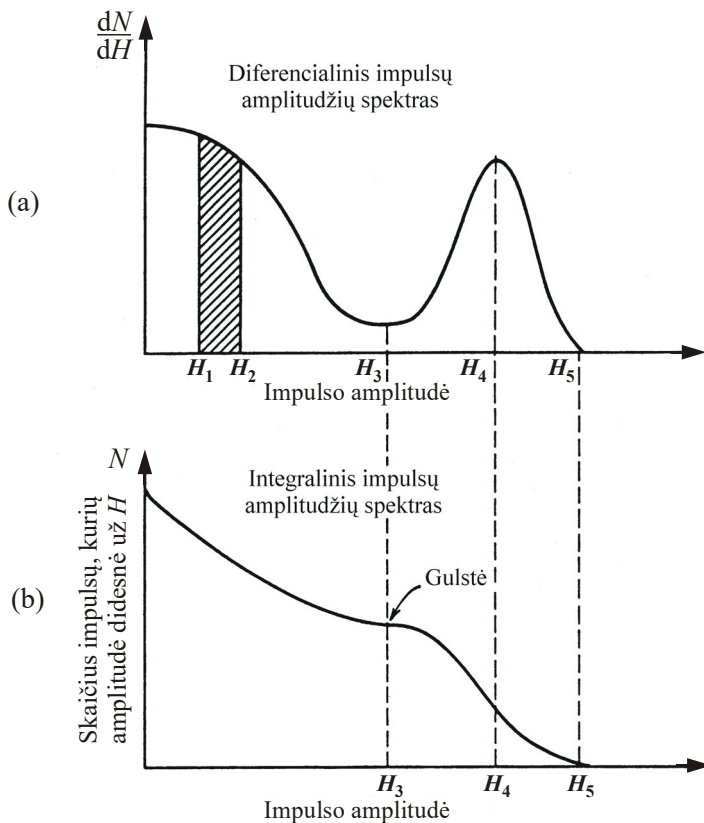 dN
dH
Diferencialinis impulsų
amplitudžių spektras
(a)
H1 H2 H3 H4 H5
Impulso amplitudė
N
Integralinis impulsų
amplitudžių spektras
Skaičius impulsų, kurių
amplitudė didesnė už H
Gulstė
(b)
H3 H4 H5
Impulso amplitudė